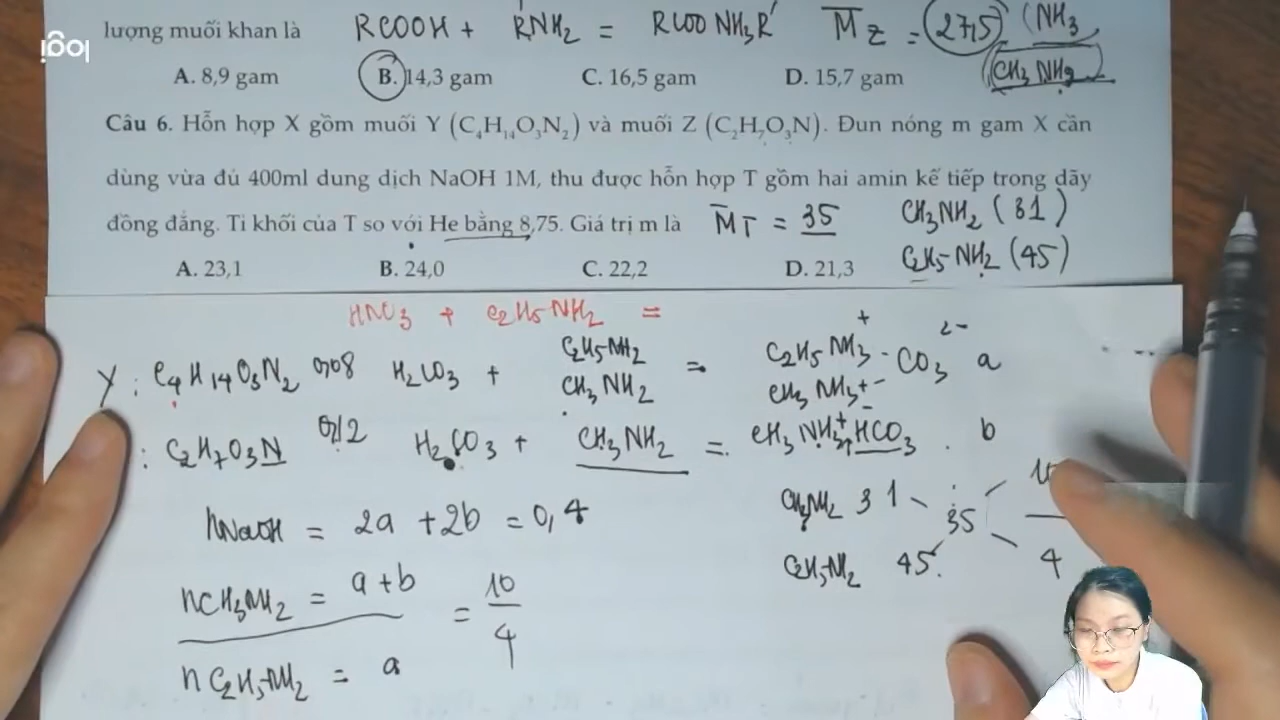 lượng muối khan là RCOOH + R'NH2 = RCOONH3R' M̅Z = 27,5 (NH3
logi
A. 8,9 gam B. 14,3 gam C. 16,5 gam D. 15,7 gam CH3NH2
Câu 6. Hỗn hợp X gồm muối Y (C4H14O3N2) và muối Z (C2H7O3N). Đun nóng m gam X cần
dùng vừa đủ 400ml dung dịch NaOH 1M, thu được hỗn hợp T gồm hai amin kế tiếp trong dãy
đồng đẳng. Tỉ khối của T so với He bằng 8,75. Giá trị m là M̅T = 35 CH3NH2 (31)
A. 23,1 B. 24,0 C. 22,2 D. 21,3 C2H5-NH2 (45)
HNO3 + C2H5NH2 =
Y : C4H14O3N2 0,08 H2CO3 + C2H5NH2 CH3NH2 = C2H5NH3+ CH3NH3+ - CO3 2- a
: C2H7O3N 0,12 H2CO3 + CH3NH2 = CH3NH3+HCO3- . b
nNaOH = 2a + 2b = 0,4
CH3NH2 31 35
C2H5NH2 45 4
nCH3NH2 = a + b = 10/4
nC2H5NH2 = a